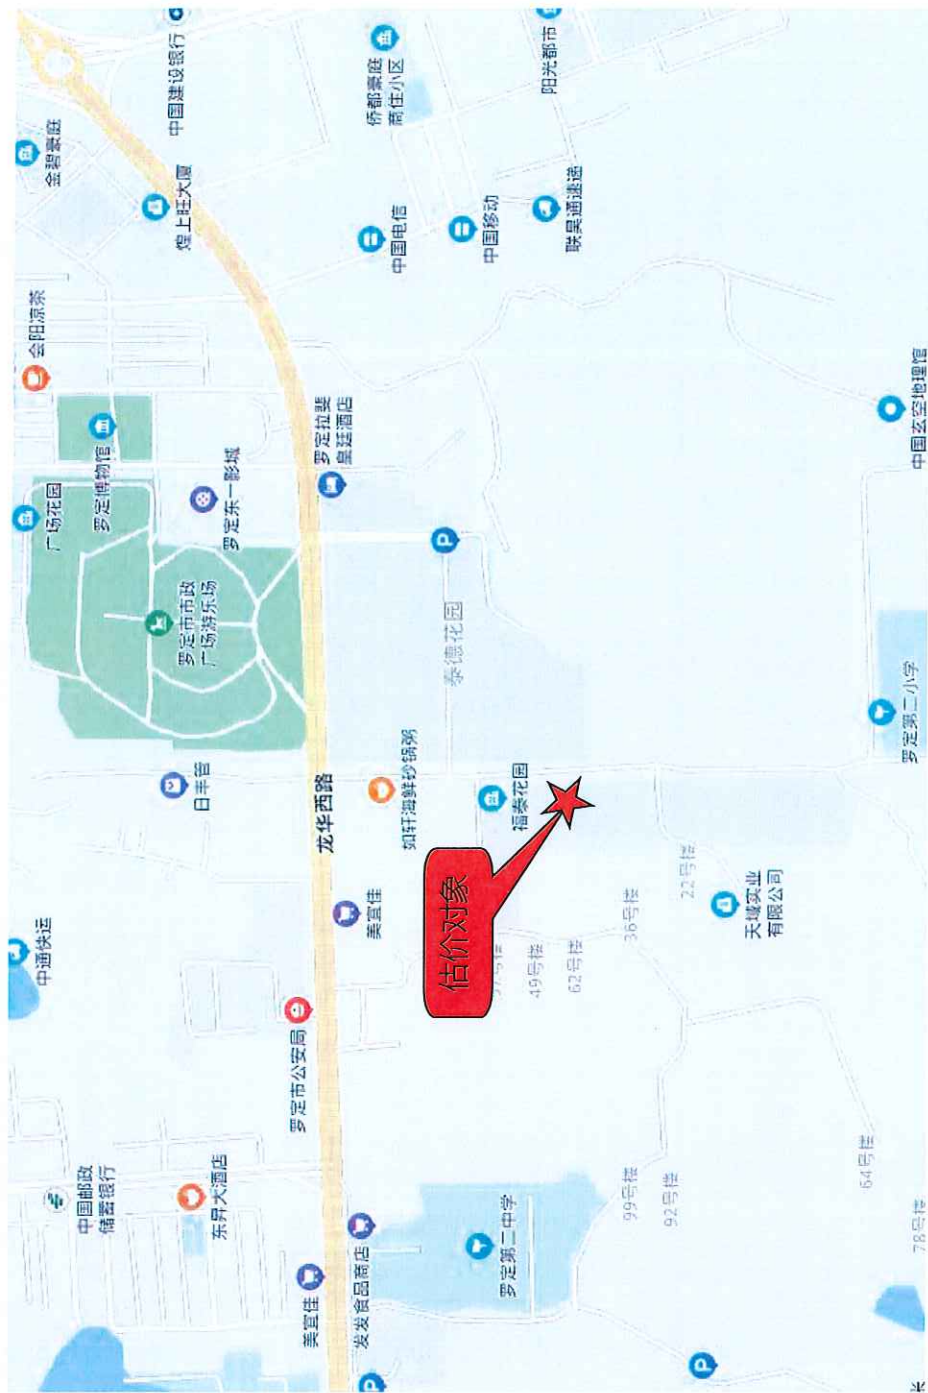 中国邮政
储蓄银行
东昇大酒店
美宜佳
发发食品商店
罗定第二中学
99号楼
92号楼
64号楼
78号楼
中通快运
罗定市公安局
美宜佳
估价对象
49号楼
62号楼
36号楼
22号楼
天域实业
有限公司
日丰管
龙华西路
如轩海鲜砂锅粥
福泰花园
罗定第二小学
广场花园
罗定市市政
广场游乐场
泰德花园
P
罗定博物馆
罗定东一影城
罗定拉斐
皇廷酒店
会阳凉茶
中国玄空地理馆
金碧豪庭
煌上旺大厦
中国电信
中国移动
联昊通速递
中国建设银行
侨都豪庭
商住小区
阳光都市
P
P